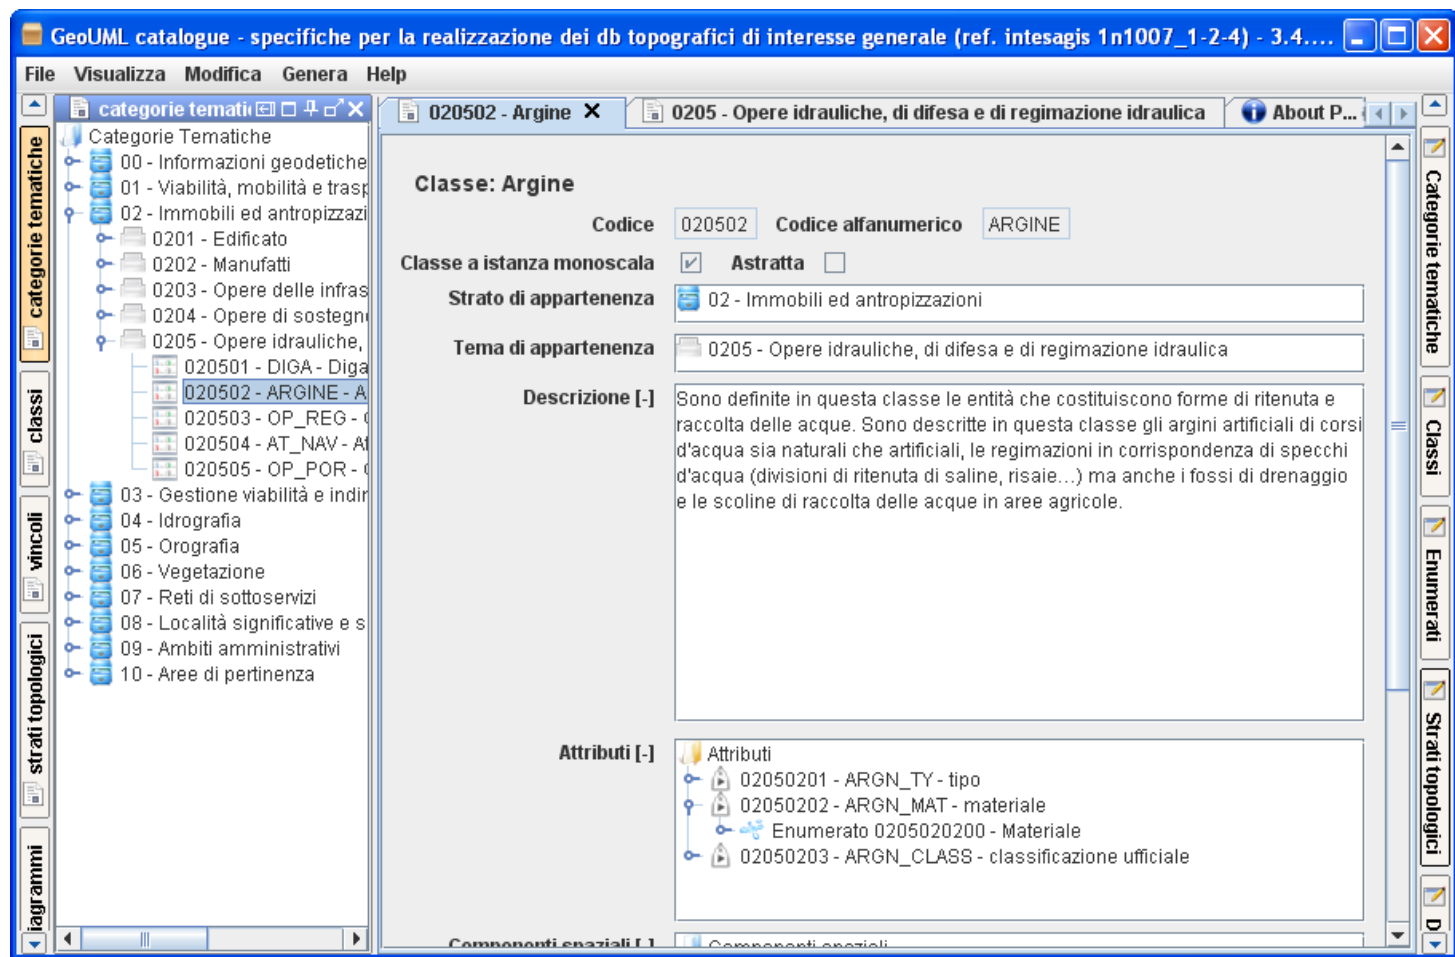 GeoUML catalogue - specifiche per la realizzazione dei db topografici di interesse generale (ref. intesagis 1n1007_1-2-4) - 3.4....
File Visualizza Modifica Genera Help
categorie temati
categorie tematiche
classi
vincoli
strati topologici
iagrammi
Categorie Tematiche
00 - Informazioni geodetiche
01 - Viabilità, mobilità e trasp
02 - Immobili ed antropizzazi
0201 - Edificato
0202 - Manufatti
0203 - Opere delle infras
0204 - Opere di sostegn
0205 - Opere idrauliche,
020501 - DIGA - Diga
020502 - ARGINE - A
020503 - OP_REG -
020504 - AT_NAV - At
020505 - OP_POR -
03 - Gestione viabilità e indir
04 - Idrografia
05 - Orografia
06 - Vegetazione
07 - Reti di sottoservizi
08 - Località significative e s
09 - Ambiti amministrativi
10 - Aree di pertinenza
020502 - Argine
0205 - Opere idrauliche, di difesa e di regimazione idraulica
About P...
Classe: Argine
Codice 020502 Codice alfanumerico ARGINE
Classe a istanza monoscala Astratta
Strato di appartenenza 02 - Immobili ed antropizzazioni
Tema di appartenenza 0205 - Opere idrauliche, di difesa e di regimazione idraulica
Descrizione [-] Sono definite in questa classe le entità che costituiscono forme di ritenuta e
raccolta delle acque. Sono descritte in questa classe gli argini artificiali di corsi
d'acqua sia naturali che artificiali, le regimazioni in corrispondenza di specchi
d'acqua (divisioni di ritenuta di saline, risaie...) ma anche i fossi di drenaggio
e le scoline di raccolta delle acque in aree agricole.
Attributi [-] Attributi
02050201 - ARGN_TY - tipo
02050202 - ARGN_MAT - materiale
Enumerato 0205020200 - Materiale
02050203 - ARGN_CLASS - classificazione ufficiale
Componenti spaziali [-] Componenti spaziali
Categorie tematiche
Classi
Enumerati
Strati topologici
D